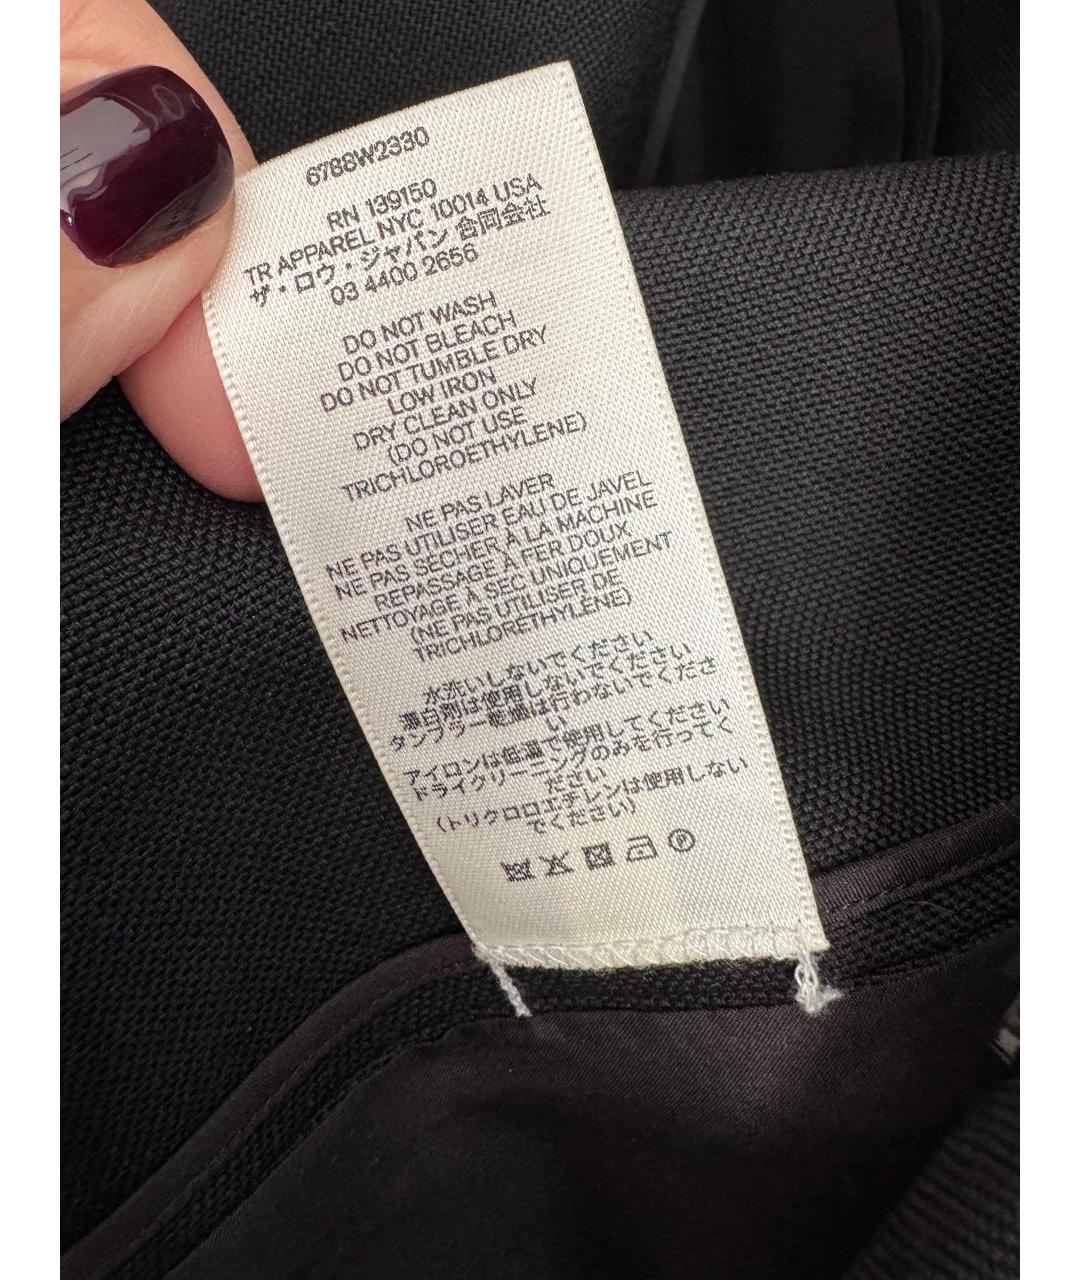 6788W2330
RN 139150
TR APPAREL NYC 10014 USA
ザ・ロウ・ジャパン 合同会社
03 4400 2656
DO NOT WASH
DO NOT BLEACH
DO NOT TUMBLE DRY
LOW IRON
DRY CLEAN ONLY
(DO NOT USE
TRICHLOROETHYLENE)
NE PAS LAVER
NE PAS UTILISER EAU DE JAVEL
NE PAS SÉCHER À LA MACHINE
REPASSAGE À FER DOUX
NETTOYAGE À SEC UNIQUEMENT
(NE PAS UTILISER DE
TRICHLORÉTHYLÈNE)
水洗いしないでください
漂白剤は使用しないでください
タンブラー乾燥は行わないでくださ
い
アイロンは低温で使用してください
ドライクリーニングのみを行ってく
ださい
(トリクロロエチレンは使用しない
でください)